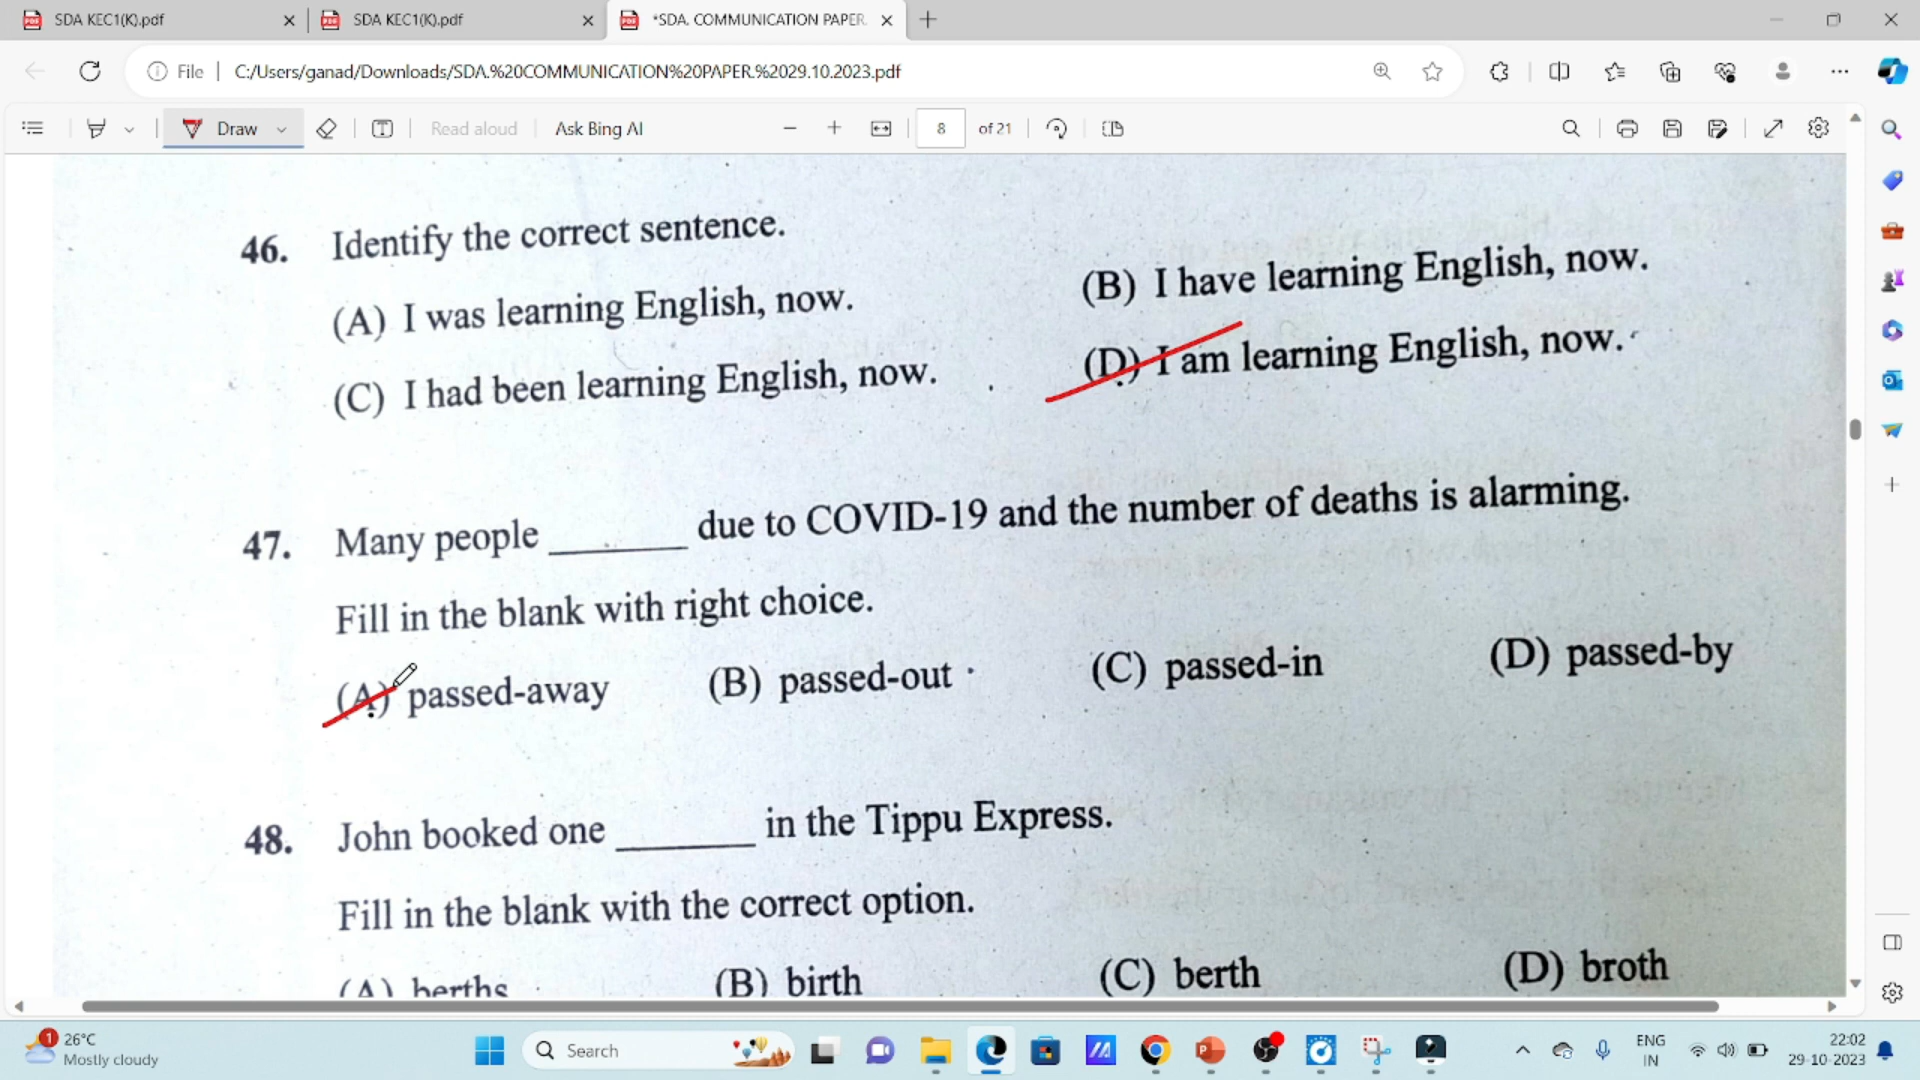 SDA KEC1(K).pdf
SDA KEC1(K).pdf
*SDA. COMMUNICATION PAPER.
File
C:/Users/ganad/Downloads/SDA.%20COMMUNICATION%20PAPER.%2029.10.2023.pdf
Draw
Read aloud
Ask Bing AI
8
of 21
46. Identify the correct sentence.
(A) I was learning English, now.
(B) I have learning English, now.
(C) I had been learning English, now.
(D) I am learning English, now.
47. Many people ________ due to COVID-19 and the number of deaths is alarming.
Fill in the blank with right choice.
(A) passed-away
(B) passed-out
(C) passed-in
(D) passed-by
48. John booked one ________ in the Tippu Express.
Fill in the blank with the correct option.
(A) berths
(B) birth
(C) berth
(D) broth
1
26°C
Mostly cloudy
Search
ENG
IN
22:02
29-10-2023